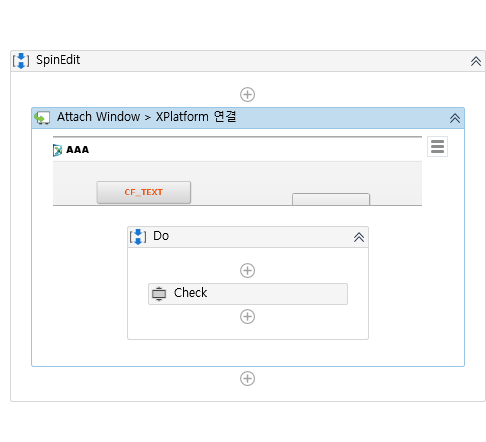 SpinEdit
Attach Window > XPlatform 연결
AAA
CF_TEXT
Do
Check